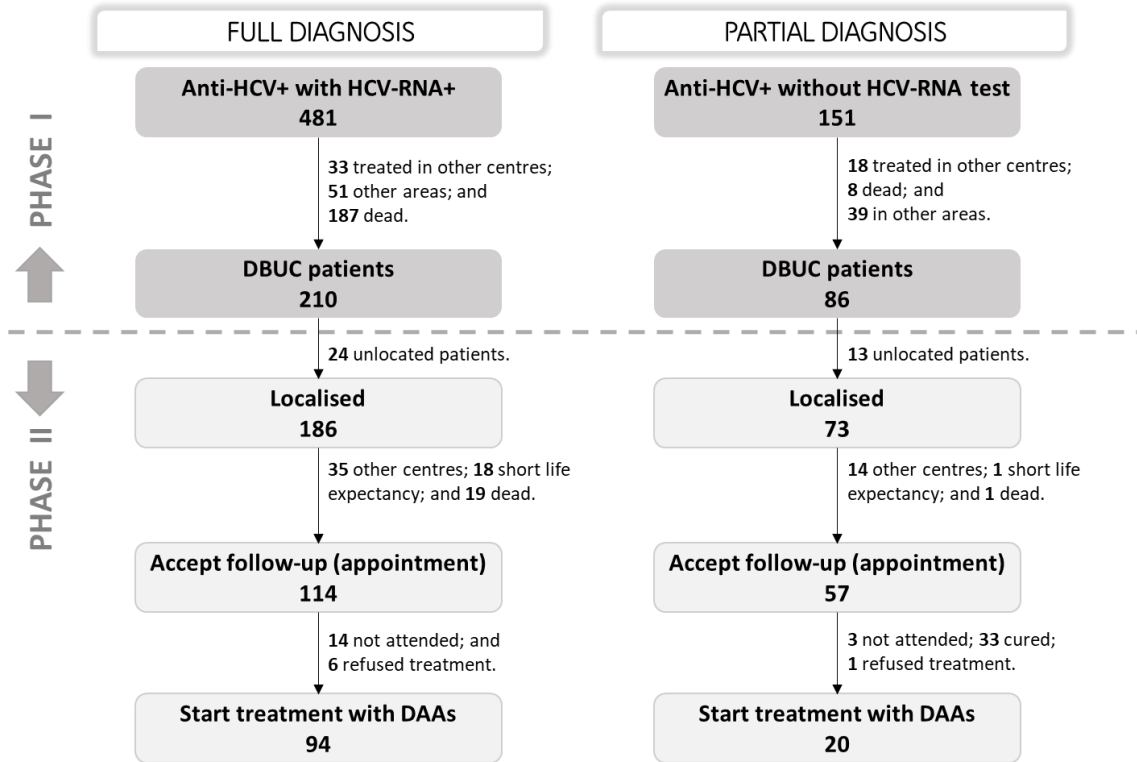 FULL DIAGNOSIS
PARTIAL DIAGNOSIS
PHASE I
Anti-HCV+ with HCV-RNA+
481
Anti-HCV+ without HCV-RNA test
151
33 treated in other centres;
51 other areas; and
187 dead.
18 treated in other centres;
8 dead; and
39 in other areas.
DBUC patients
210
DBUC patients
86
PHASE II
24 unlocated patients.
13 unlocated patients.
Localised
186
Localised
73
35 other centres; 18 short life
expectancy; and 19 dead.
14 other centres; 1 short life
expectancy; and 1 dead.
Accept follow-up (appointment)
114
Accept follow-up (appointment)
57
14 not attended; and
6 refused treatment.
3 not attended; 33 cured;
1 refused treatment.
Start treatment with DAAs
94
Start treatment with DAAs
20